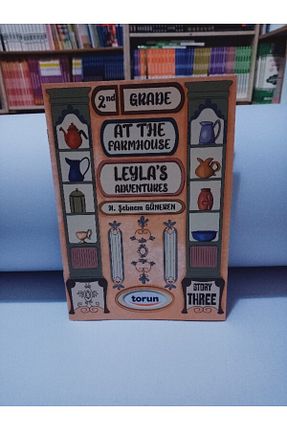 2nd GRADE
AT THE
FARMHOUSE
LEYLA'S
ADVENTURES
H. Şebnem GÜNEREN
torun
STORY
THREE